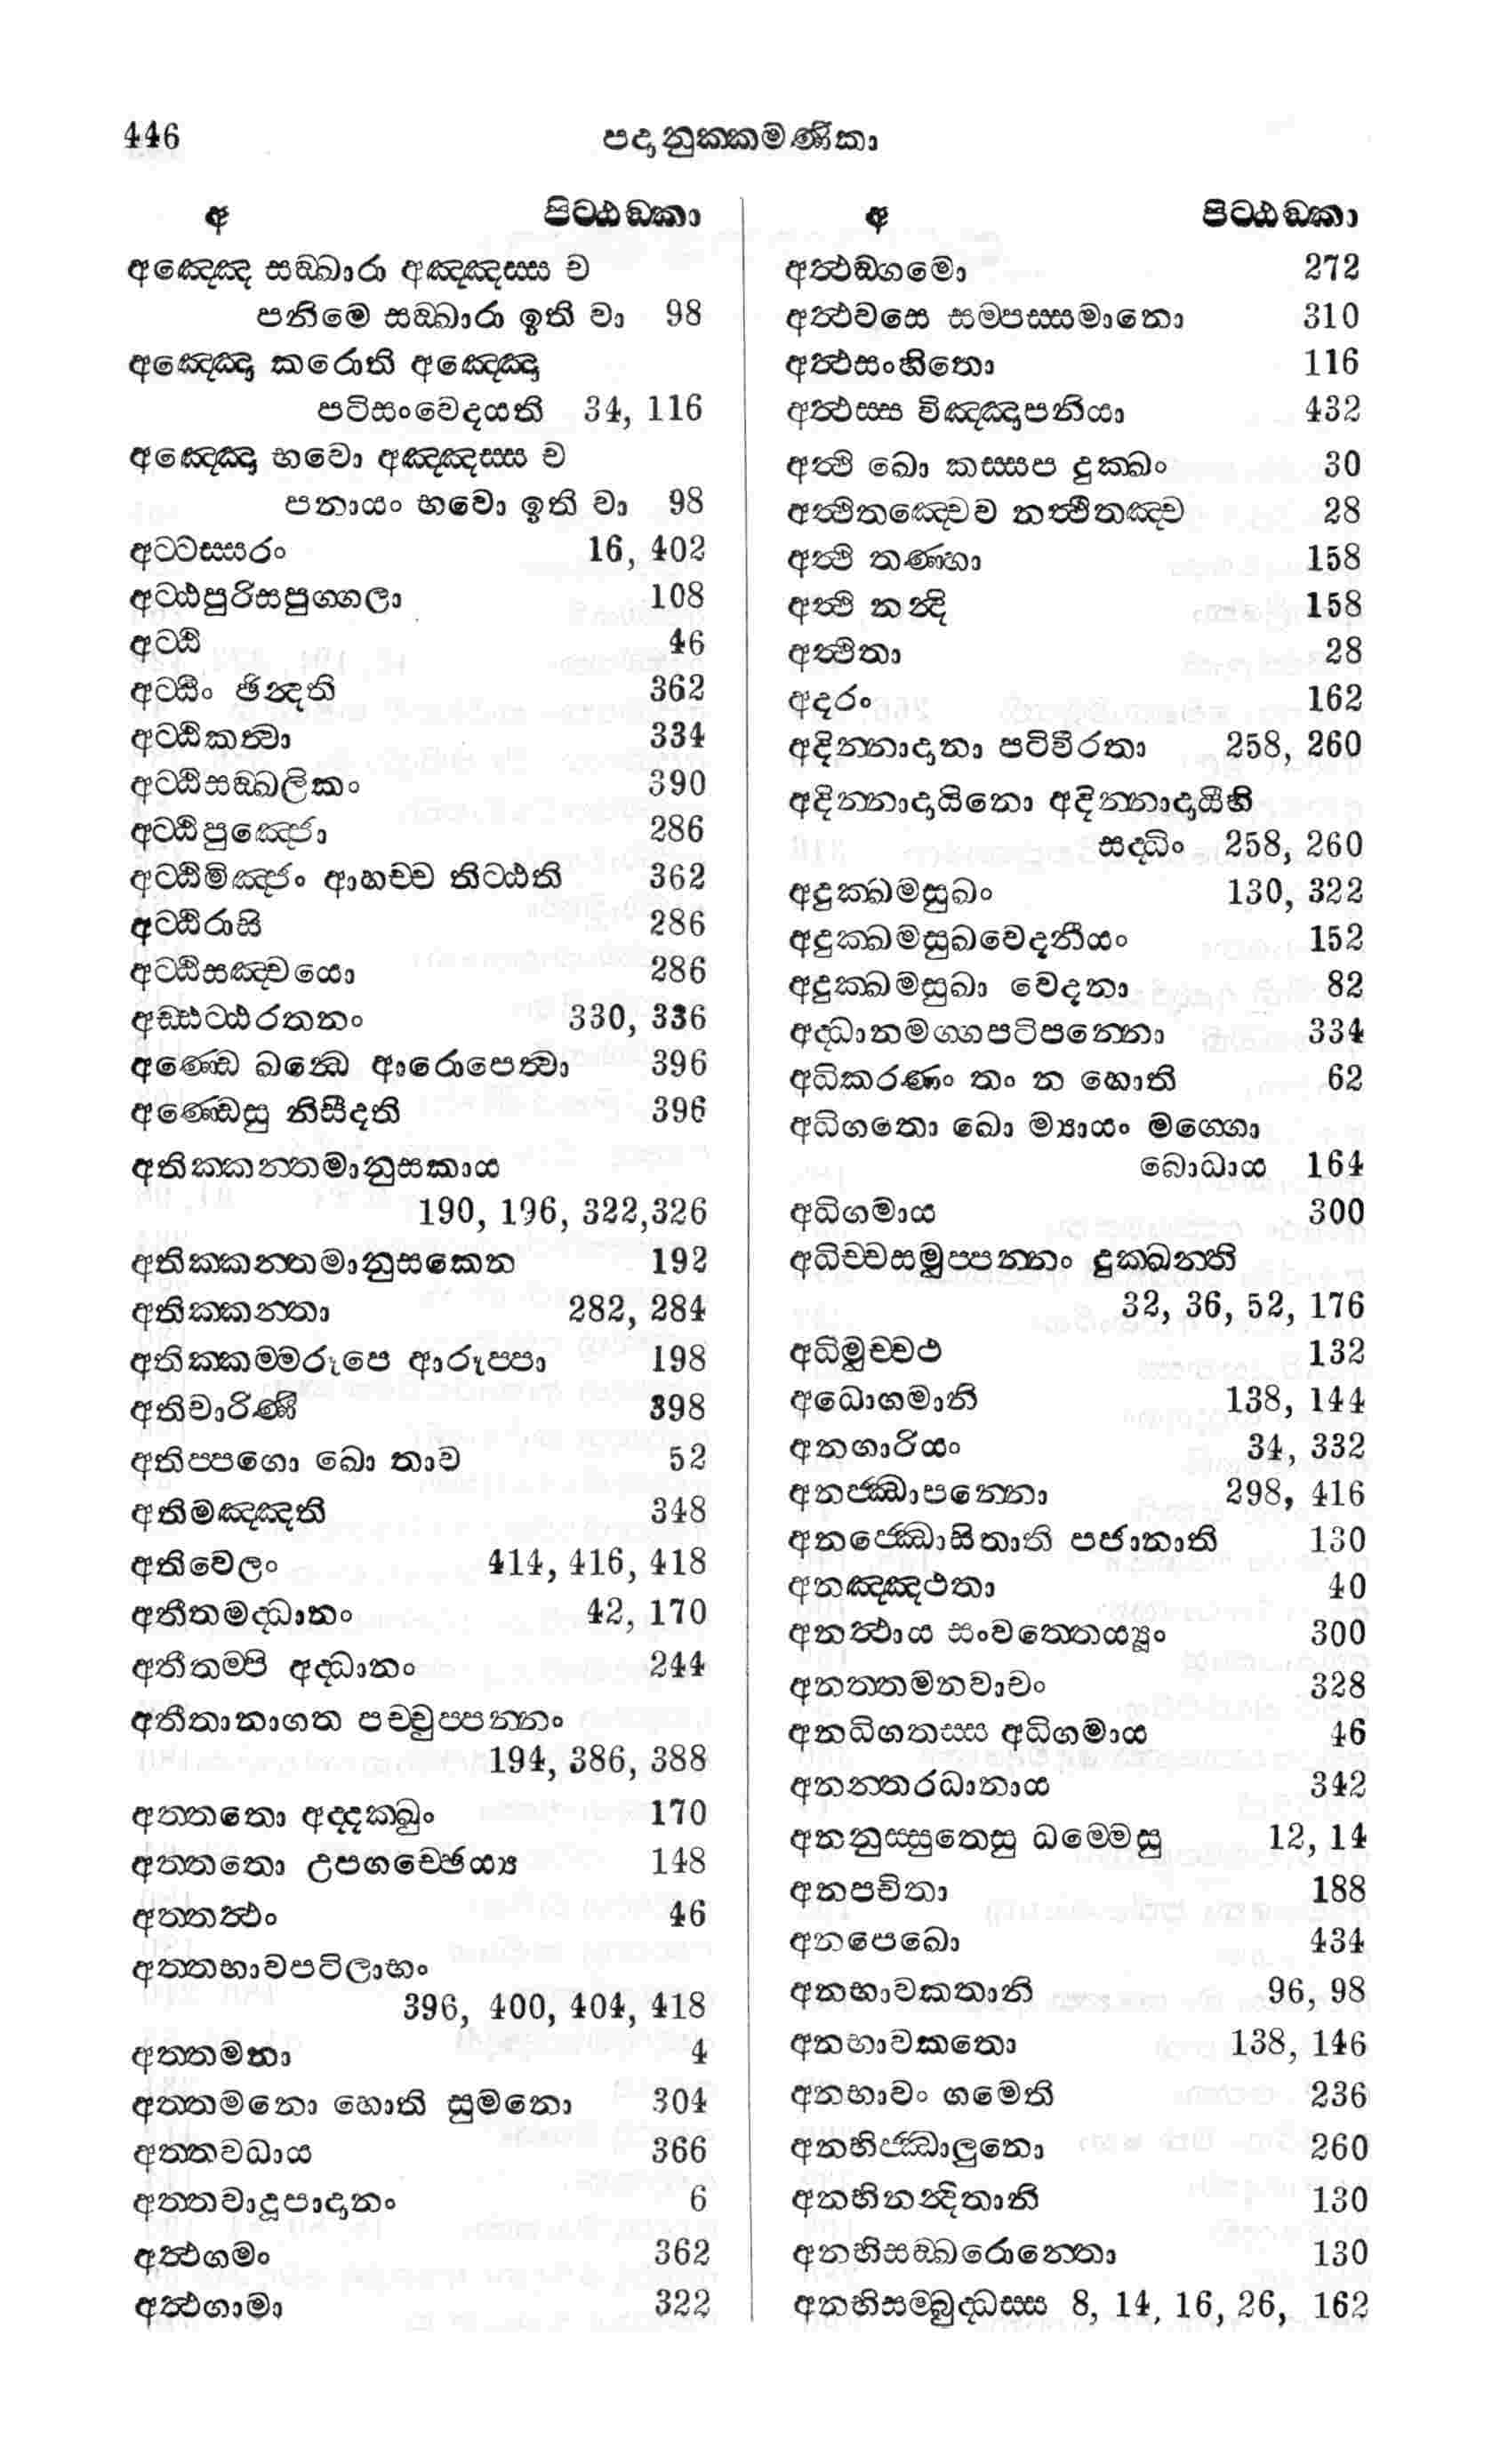 446
පදානුක්කමණිකා
අ පිට්ඨඞ්කා
අඤ්ඤෙ සඞ්ඛාරා අඤ්ඤස්ස ච
පනිමෙ සඞ්ඛාරා ඉති වා 98
අඤ්ඤො කරොති අඤ්ඤො
පටිසංවෙදයති 34, 116
අඤ්ඤො භවො අඤ්ඤස්ස ච
පනායං භවො ඉති වා 98
අට්ටස්සරං 16, 402
අට්ඨපුරිසපුග්ගලා 108
අට්ඨි 46
අට්ඨිං ඡින්දති 362
අට්ඨිකත්වා 334
අට්ඨිසඞ්ඛලිකං 390
අට්ඨිපුඤ්ජො 286
අට්ඨිමිඤ්ජං ආහච්ච තිට්ඨති 362
අට්ඨිරාසි 286
අට්ඨිසඤ්චයො 286
අඩ්ඪට්ඨරතනං 330, 336
අණ්ඩෙ ඛන්ධෙ ආරොපෙත්වා 396
අණ්ඩෙසු නිසීදති 396
අතික්කන්තමානුසකාය
190, 196, 322,326
අතික්කන්තමානුසකෙන 192
අතික්කන්තා 282, 284
අතික්කම්මරූපෙ ආරුප්පා 198
අතිචාරිණී 398
අතිප්පගො ඛො තාව 52
අතිමඤ්ඤති 348
අතිවෙලං 414, 416, 418
අතීතමද්ධානං 42, 170
අතීතම්පි අද්ධානං 244
අතීතානාගත පච්චුප්පන්නං
194, 386, 388
අත්තතො අද්දක්ඛුං 170
අත්තතො උපගච්ඡෙය්‍ය 148
අත්තත්ථං 46
අත්තභාවපටිලාභං
396, 400, 404, 418
අත්තමනා 4
අත්තමනො හොති සුමනො 304
අත්තවධාය 366
අත්තවාදූපාදානං 6
අත්ථගමං 362
අත්ථගාමා 322
අ පිට්ඨඞ්කා
අත්ථඞ්ගමො 272
අත්ථවසෙ සම්පස්සමානො 310
අත්ථසංහිතො 116
අත්ථස්ස විඤ්ඤාපනියා 432
අත්ථි ඛො කස්සප දුක්ඛං 30
අත්ථිතඤ්චෙව නත්ථිතඤ්ච 28
අත්ථි තණ්හා 158
අත්ථි නන්දි 158
අත්ථිතා 28
අදරං 162
අදින්නාදානා පටිවිරතා 258, 260
අදින්නාදායිනො අදින්නාදායීහි
සද්ධිං 258, 260
අදුක්ඛමසුඛං 130, 322
අදුක්ඛමසුඛවෙදනීයං 152
අදුක්ඛමසුඛා වෙදනා 82
අද්ධානමග්ගපටිපන්නො 334
අධිකරණං තං න හොති 62
අධිගතො ඛො ම්‍යායං මග්ගො
බොධාය 164
අධිගමාය 300
අධිච්චසමුප්පන්නං දුක්ඛන්ති
32, 36, 52, 176
අධිමුච්චථ 132
අධොගමානි 138, 144
අනගාරියං 34, 332
අනජ්ඣාපන්නො 298, 416
අනජ්ඣොසිතාති පජානාති 130
අනඤ්ඤථතා 40
අනත්ථාය සංවත්තෙය්‍යුං 300
අනත්තමනවාචං 328
අනධිගතස්ස අධිගමාය 46
අනන්තරධානාය 342
අනනුස්සුතෙසු ධම්මෙසු 12, 14
අනපචිතා 188
අනපෙඛො 434
අනභාවකතානි 96, 98
අනභාවකතො 138, 146
අනභාවං ගමෙති 236
අනභිජ්ඣාලුනො 260
අනභිනන්දිතානි 130
අනභිසඞ්ඛරොන්තො 130
අනභිසම්බුද්ධස්ස 8, 14, 16, 26, 162